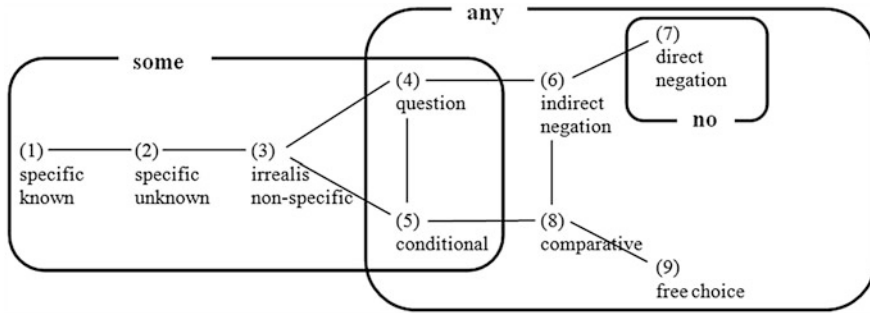 any
some
(7)
direct
negation
no
(4)
question
(6)
indirect
negation
(1)
specific
known
(2)
specific
unknown
(3)
irrealis
non-specific
(5)
conditional
(8)
comparative
(9)
free choice